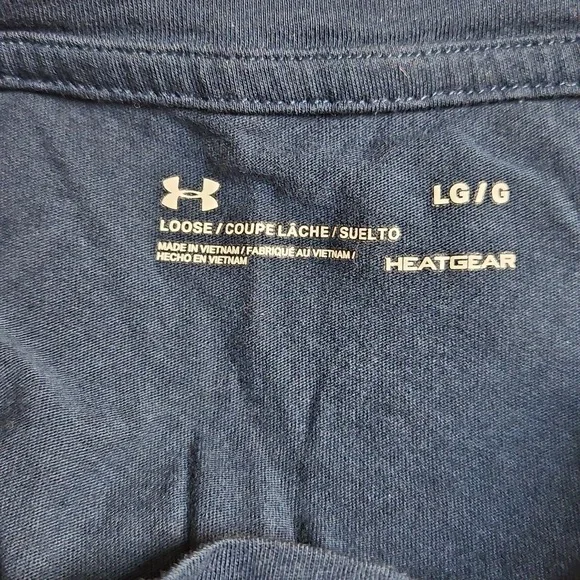 LG/G
LOOSE/COUPE LÂCHE/SUELTO
MADE IN VIETNAM/FABRIQUÉ AU VIETNAM/
HECHO EN VIETNAM
HEATGEAR